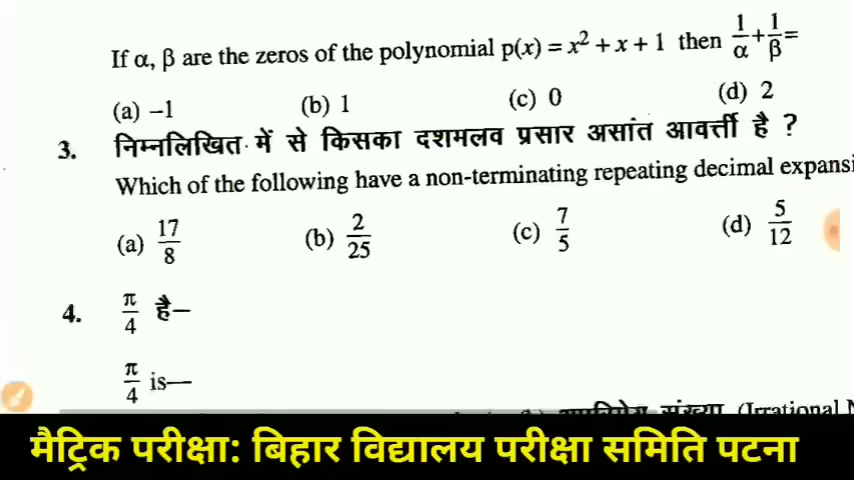 If α, β are the zeros of the polynomial p(x) = x² + x + 1 then 1/α + 1/β =
(a) –1 (b) 1 (c) 0 (d) 2
3. निम्नलिखित में से किसका दशमलव प्रसार असांत आवर्त्ती है ?
Which of the following have a non-terminating repeating decimal expansi
(a) 17/8 (b) 2/25 (c) 7/5 (d) 5/12
4. π/4 है—
π/4 is—
संख्या (Irrational N
मैट्रिक परीक्षा: बिहार विद्यालय परीक्षा समिति पटना